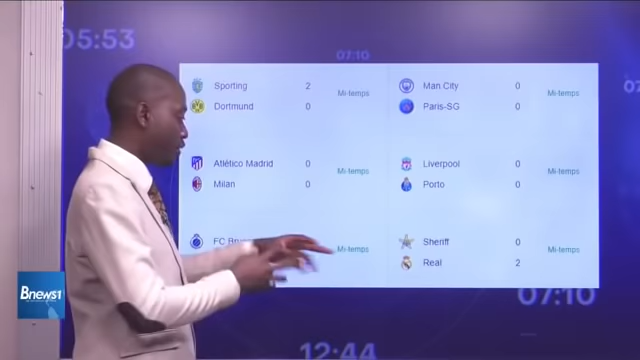 05:53
07:10
Sporting 2
Dortmund 0
Mi-temps
Man City 0
Paris-SG 0
Mi-temps
Atlético Madrid 0
Milan 0
Mi-temps
Liverpool 0
Porto 0
Mi-temps
FC
Mi-temps
Sheriff 0
Real 2
Mi-temps
Bnews1
07:10
12:44